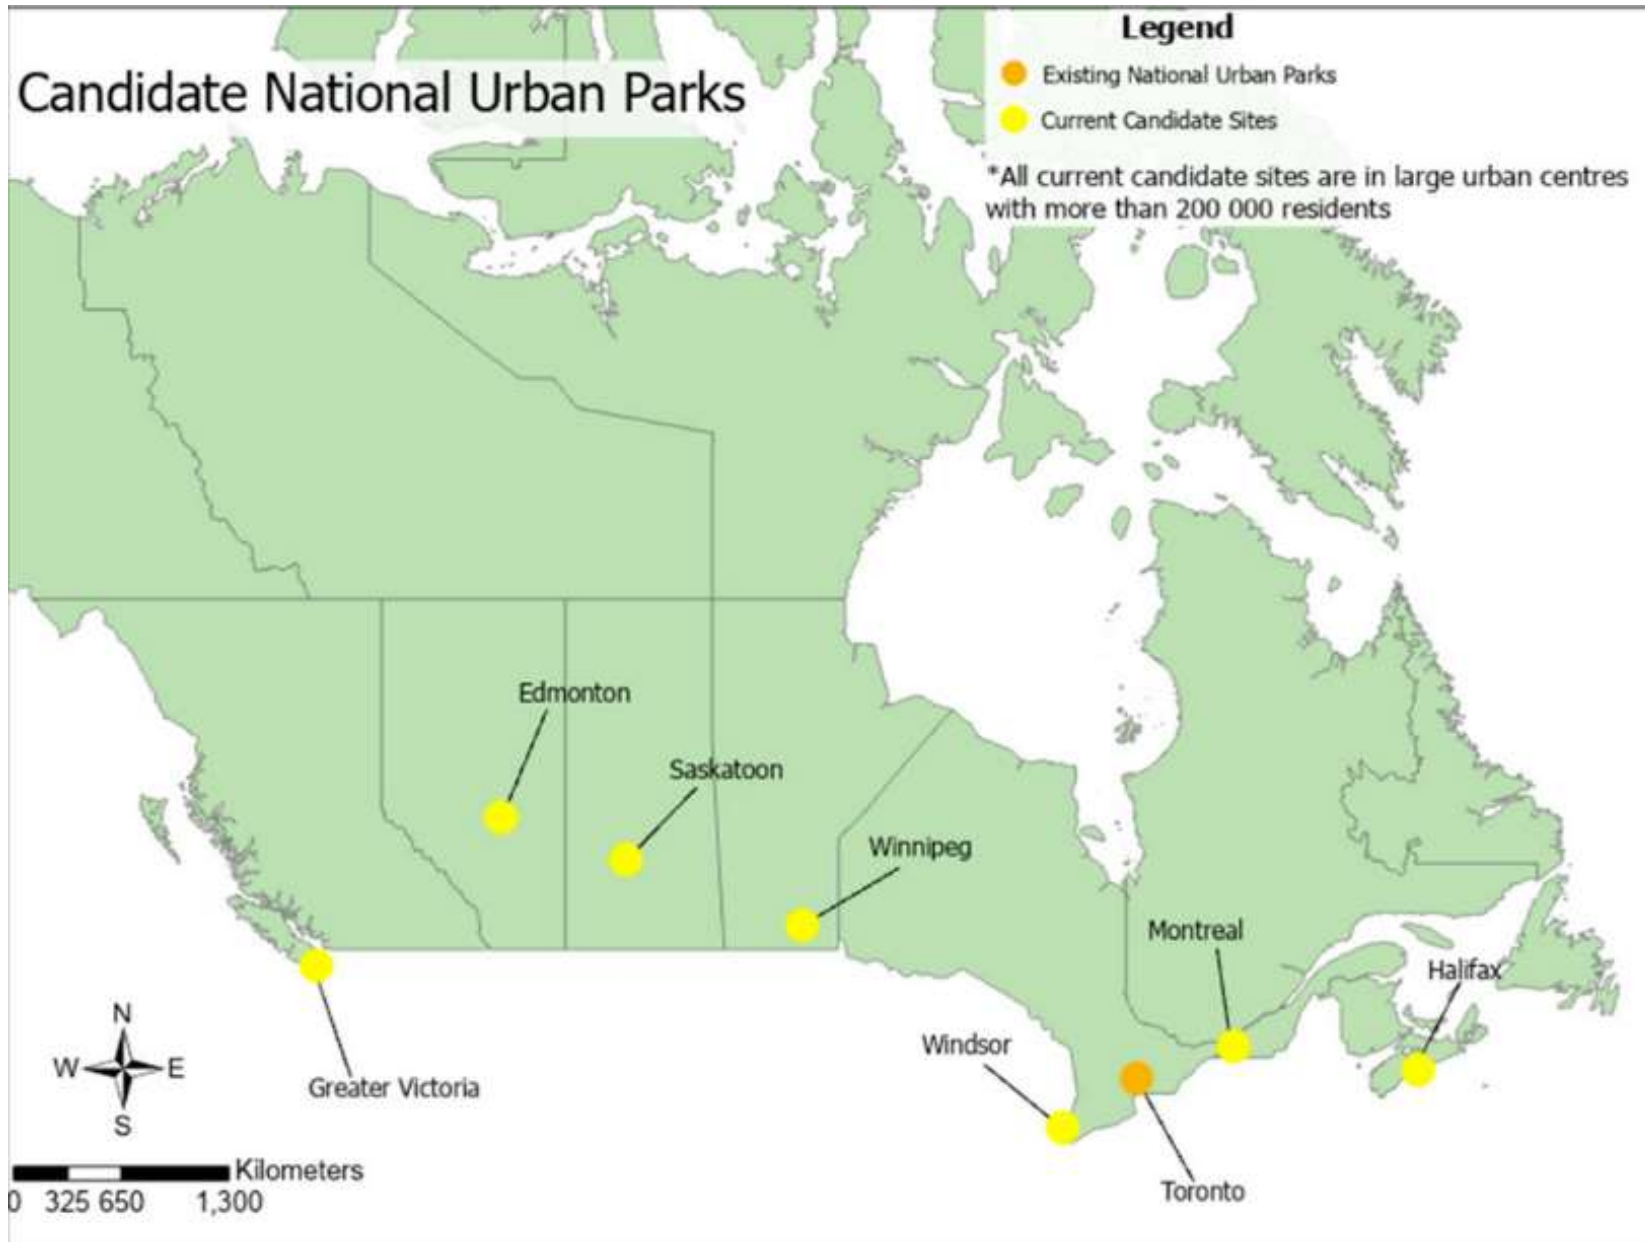 Legend
Existing National Urban Parks
Current Candidate Sites
*All current candidate sites are in large urban centres
with more than 200 000 residents
Candidate National Urban Parks
Edmonton
Saskatoon
Winnipeg
Montreal
Halifax
Windsor
Greater Victoria
Toronto
N
W E
S
Kilometers
0 325 650 1,300